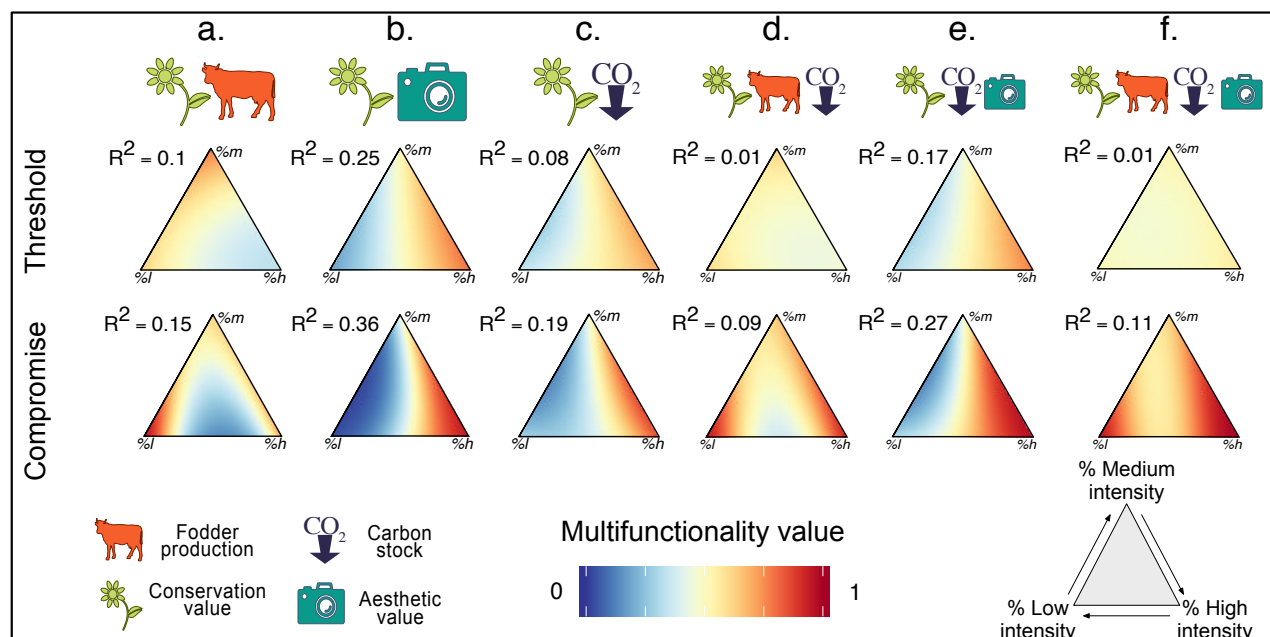 a. b. c. d. e. f.
CO2 CO2 CO2 CO2
Threshold
R2 = 0.1 %m R2 = 0.25 %m R2 = 0.08 %m R2 = 0.01 %m R2 = 0.17 %m R2 = 0.01 %m
%l %h %l %h %l %h %l %h %l %h %l %h
Compromise
R2 = 0.15 %m R2 = 0.36 %m R2 = 0.19 %m R2 = 0.09 %m R2 = 0.27 %m R2 = 0.11 %m
%l %h %l %h %l %h %l %h %l %h %l %h
Fodder
production
CO2
Carbon
stock
Conservation
value
Aesthetic
value
Multifunctionality value
0 1
% Medium
intensity
% Low
intensity
% High
intensity